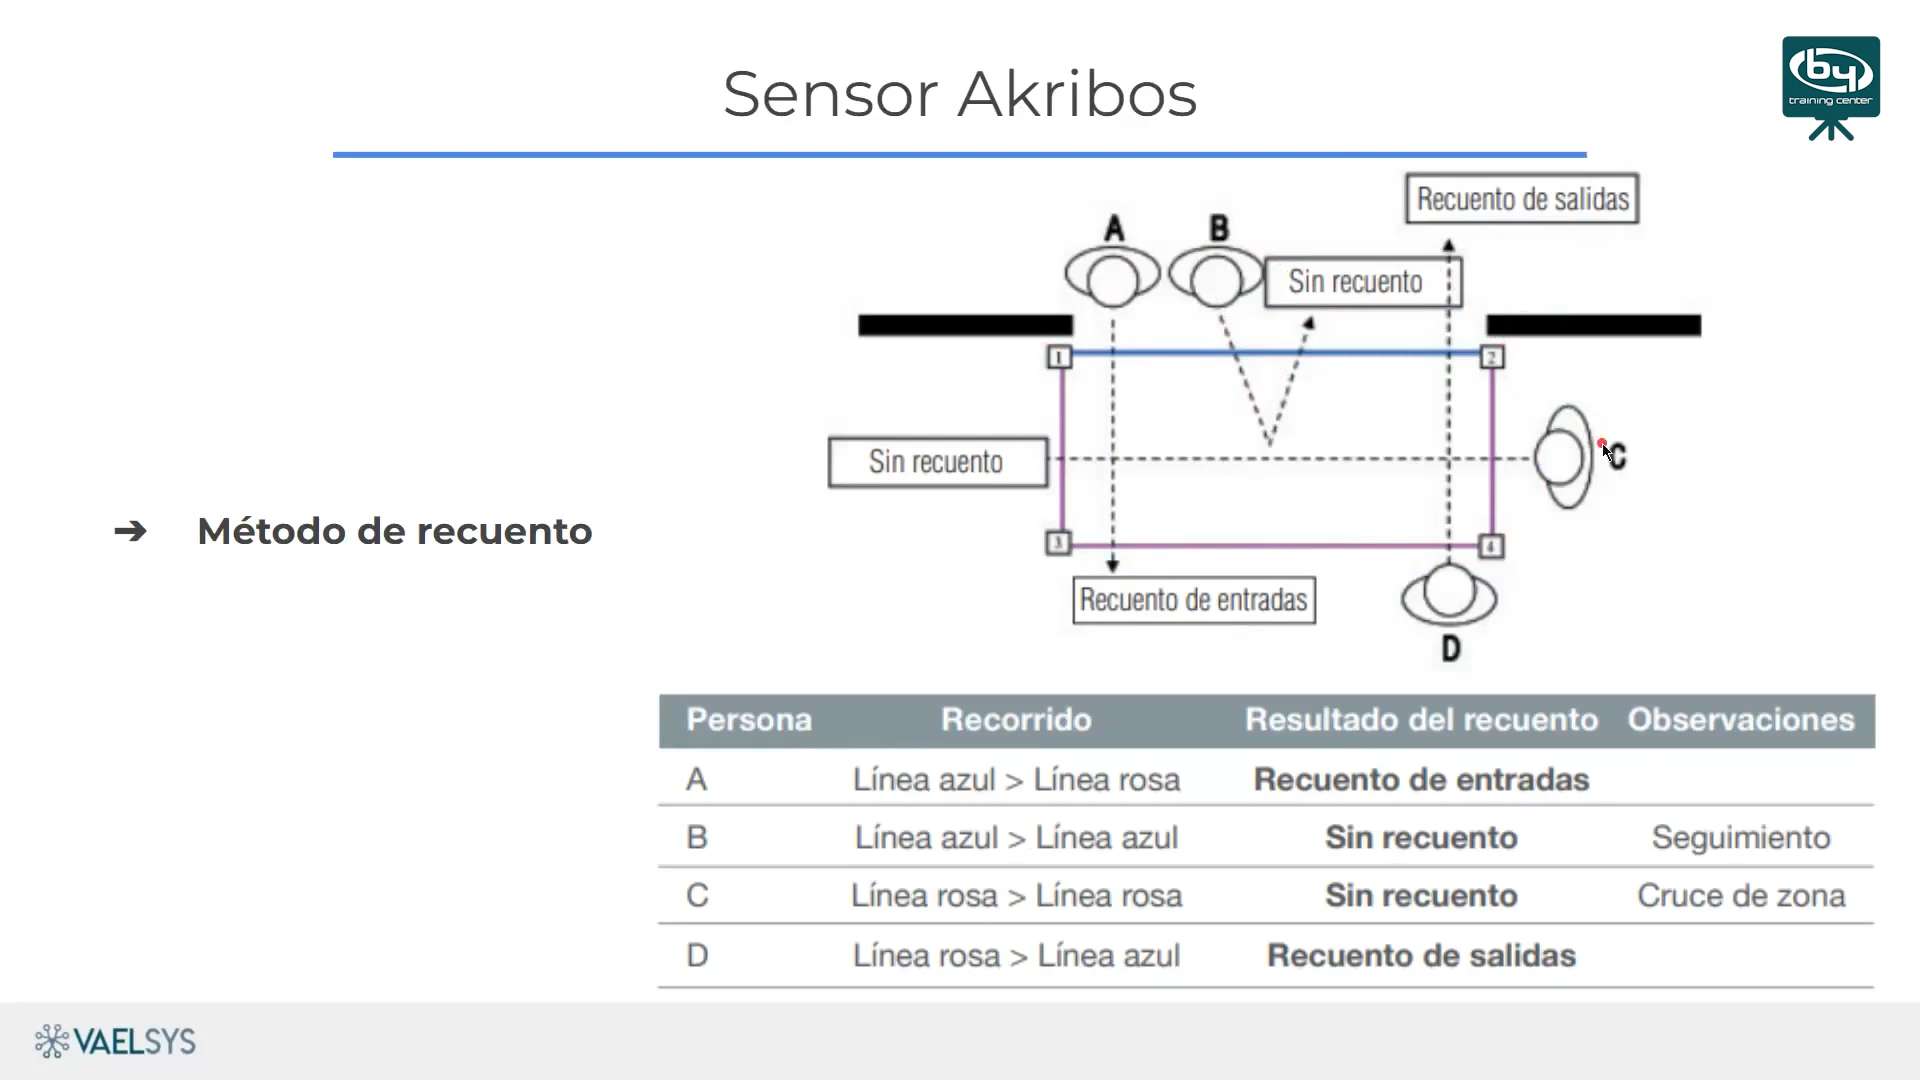 Sensor Akribos
by
training center
Recuento de salidas
A
B
Sin recuento
1
2
Sin recuento
C
➔ Método de recuento
3
4
Recuento de entradas
D
Persona Recorrido Resultado del recuento Observaciones
A Línea azul > Línea rosa Recuento de entradas
B Línea azul > Línea azul Sin recuento Seguimiento
C Línea rosa > Línea rosa Sin recuento Cruce de zona
D Línea rosa > Línea azul Recuento de salidas
VAELSYS